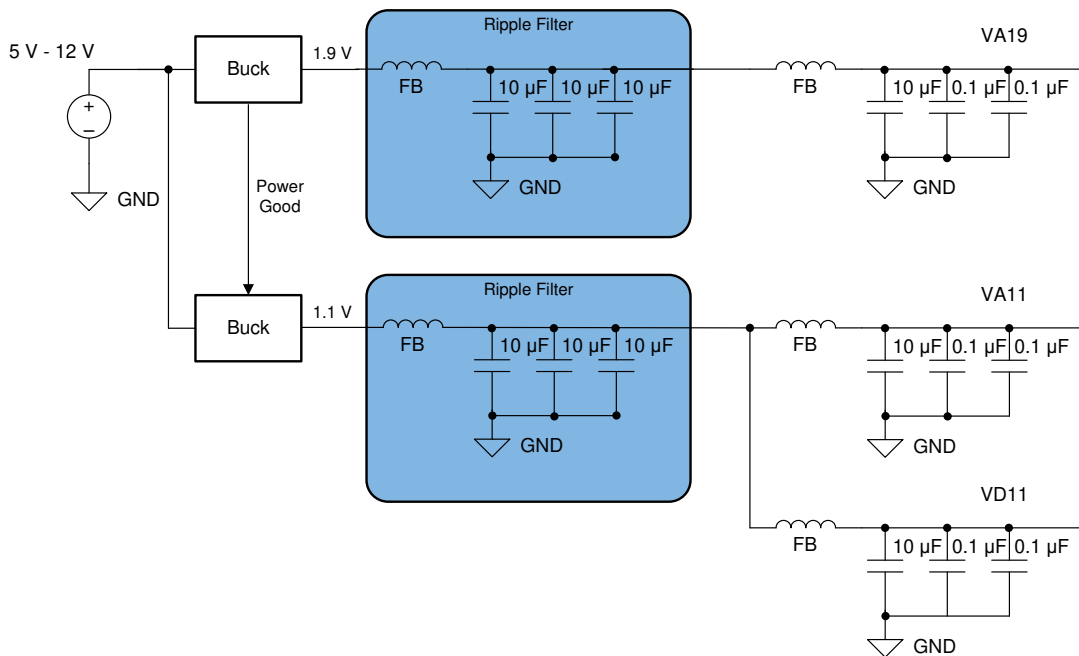 Ripple Filter
VA19
5 V - 12 V
Buck
1.9 V
FB
10 µF 10 µF 10 µF
FB
10 µF 0.1 µF 0.1 µF
+
−
GND
GND
GND
Power
Good
Ripple Filter
VA11
Buck
1.1 V
FB
10 µF 10 µF 10 µF
FB
10 µF 0.1 µF 0.1 µF
GND
GND
VD11
FB
10 µF 0.1 µF 0.1 µF
GND